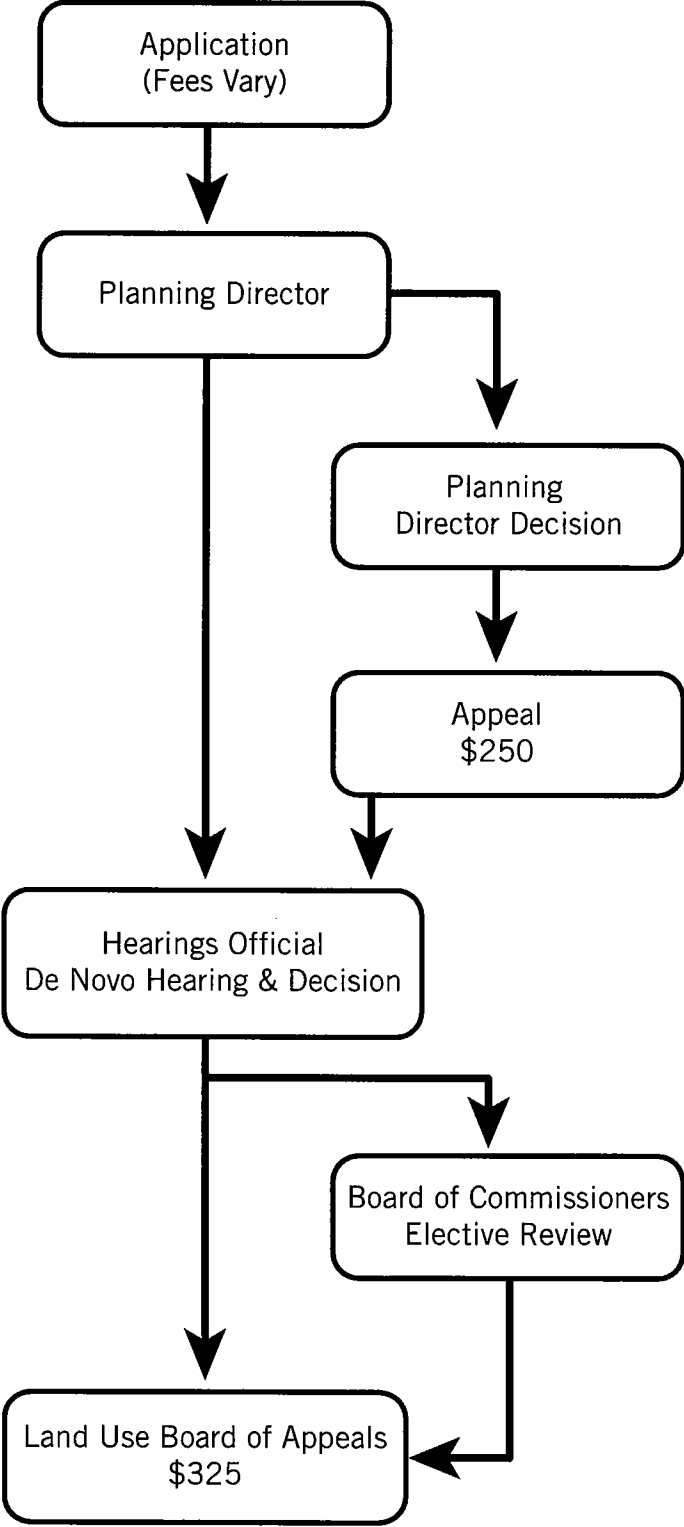 Application
(Fees Vary)
Planning Director
Planning
Director Decision
Appeal
$250
Hearings Official
De Novo Hearing & Decision
Board of Commissioners
Elective Review
Land Use Board of Appeals
$325